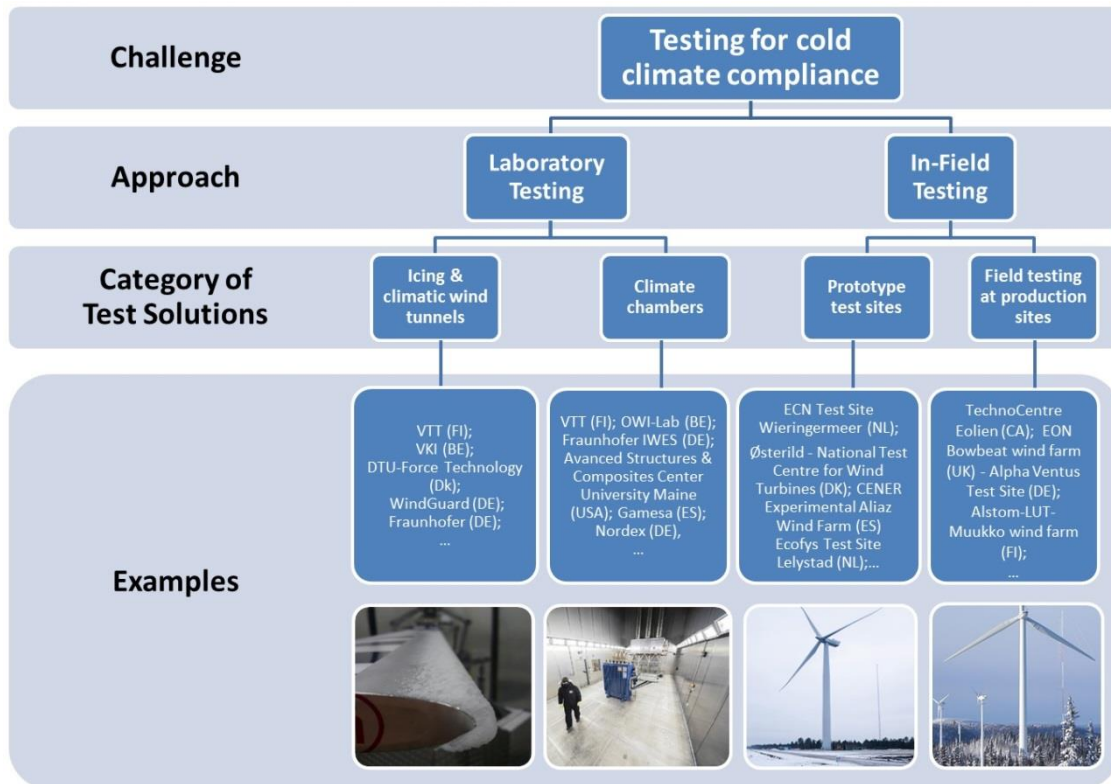 Challenge
Testing for cold
climate compliance
Approach
Laboratory
Testing
In-Field
Testing
Category of
Test Solutions
Icing &
climatic wind
tunnels
Climate
chambers
Prototype
test sites
Field testing
at production
sites
Examples
VTT (FI);
VKI (BE);
DTU-Force Technology
(Dk);
WindGuard (DE);
Fraunhofer (DE);
...
VTT (FI); OWI-Lab (BE);
Fraunhofer IWES (DE);
Avanced Structures &
Composites Center
University Maine
(USA); Gamesa (ES);
Nordex (DE),
...
ECN Test Site
Wieringermeer (NL);
Østerild - National Test
Centre for Wind
Turbines (DK); CENER
Experimental Aliaz
Wind Farm (ES)
Ecofys Test Site
Lelystad (NL);...
TechnoCentre
Eolien (CA); EON
Bowbeat wind farm
(UK) - Alpha Ventus
Test Site (DE);
Alstom-LUT-
Muukko wind farm
(FI);
...